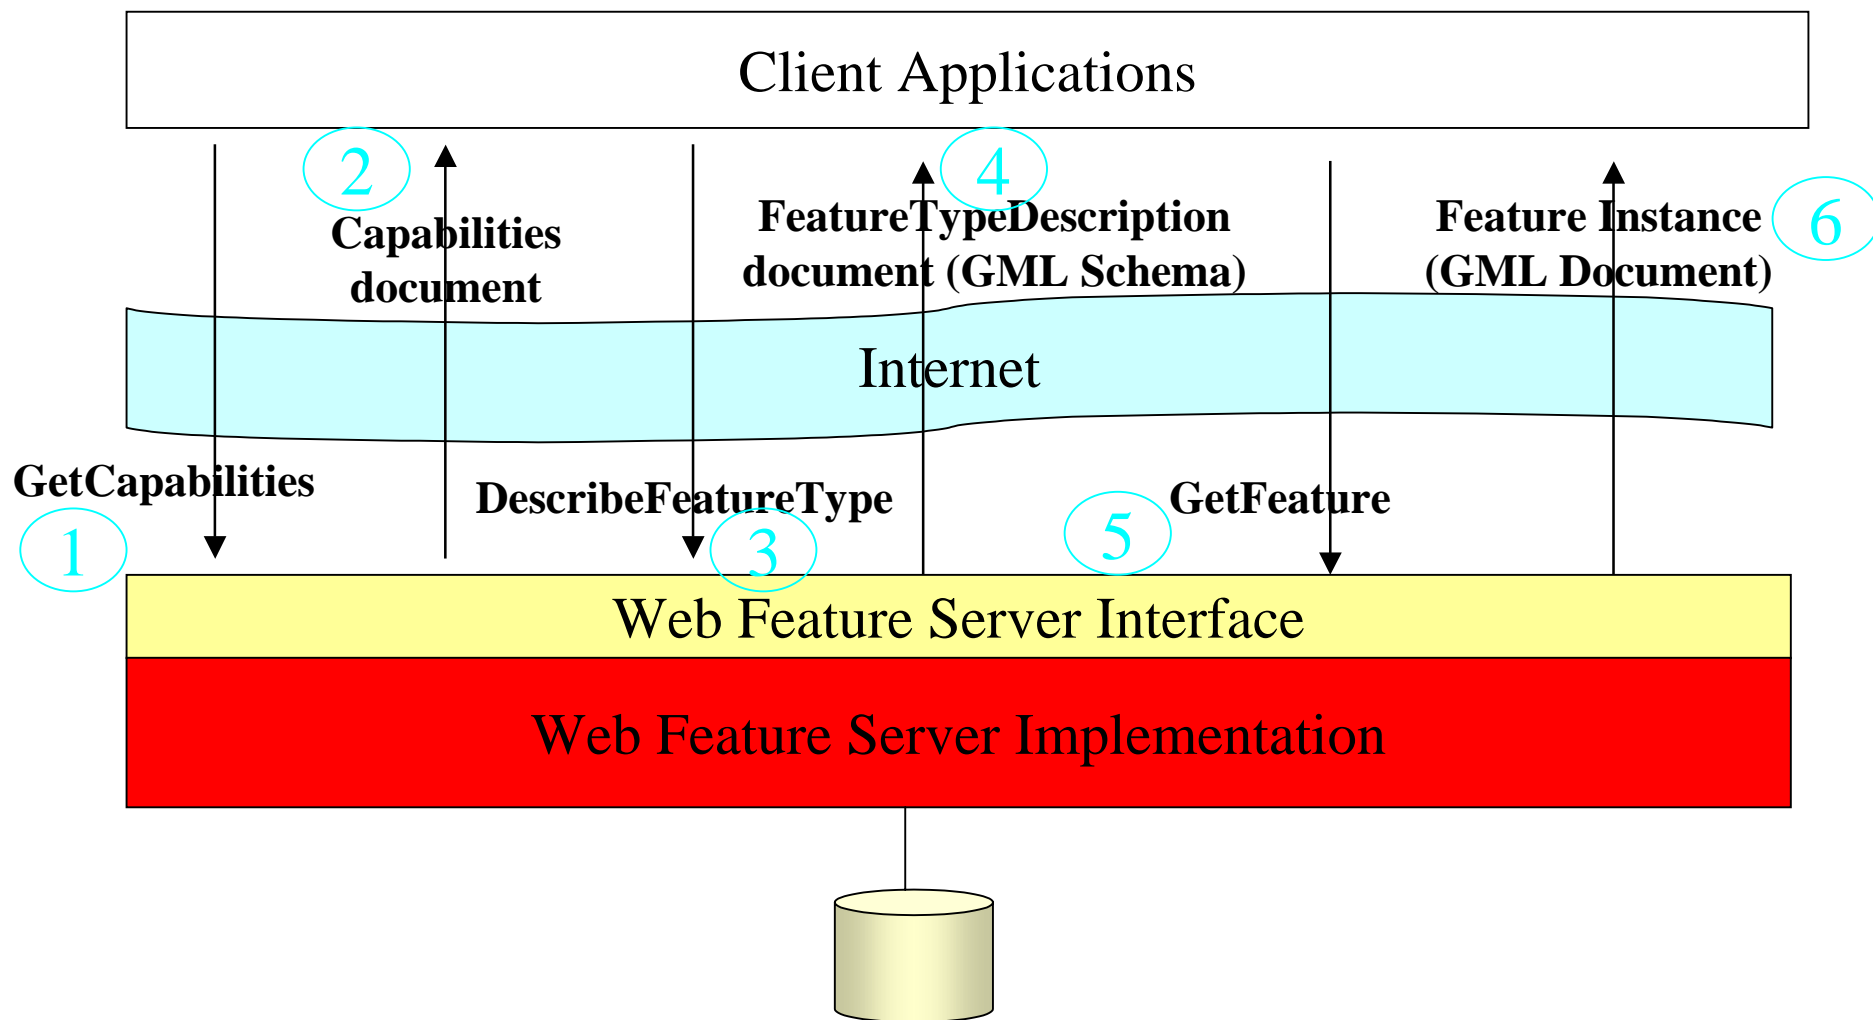 Client Applications
2
4
Capabilities
document
FeatureTypeDescription
document (GML Schema)
Feature Instance
(GML Document)
6
Internet
GetCapabilities
1
DescribeFeatureType
3
5
GetFeature
Web Feature Server Interface
Web Feature Server Implementation